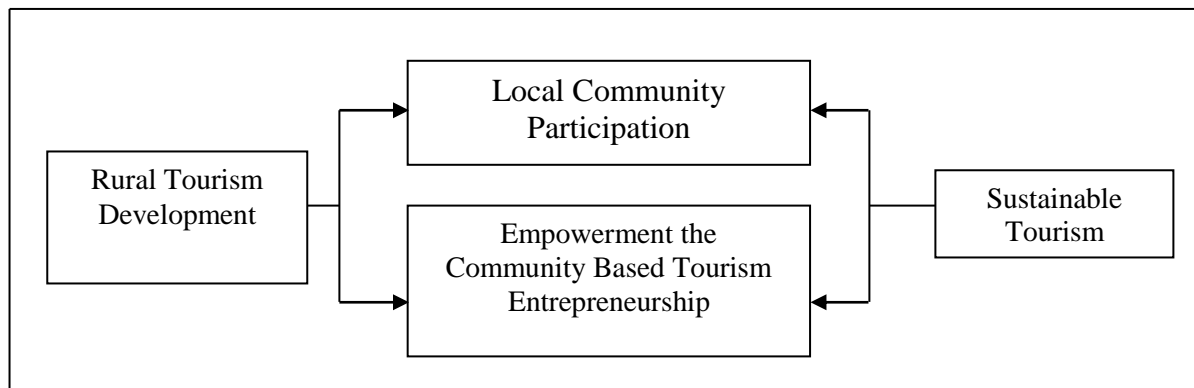 Local Community
Participation
Rural Tourism
Development
Empowerment the
Community Based Tourism
Entrepreneurship
Sustainable
Tourism